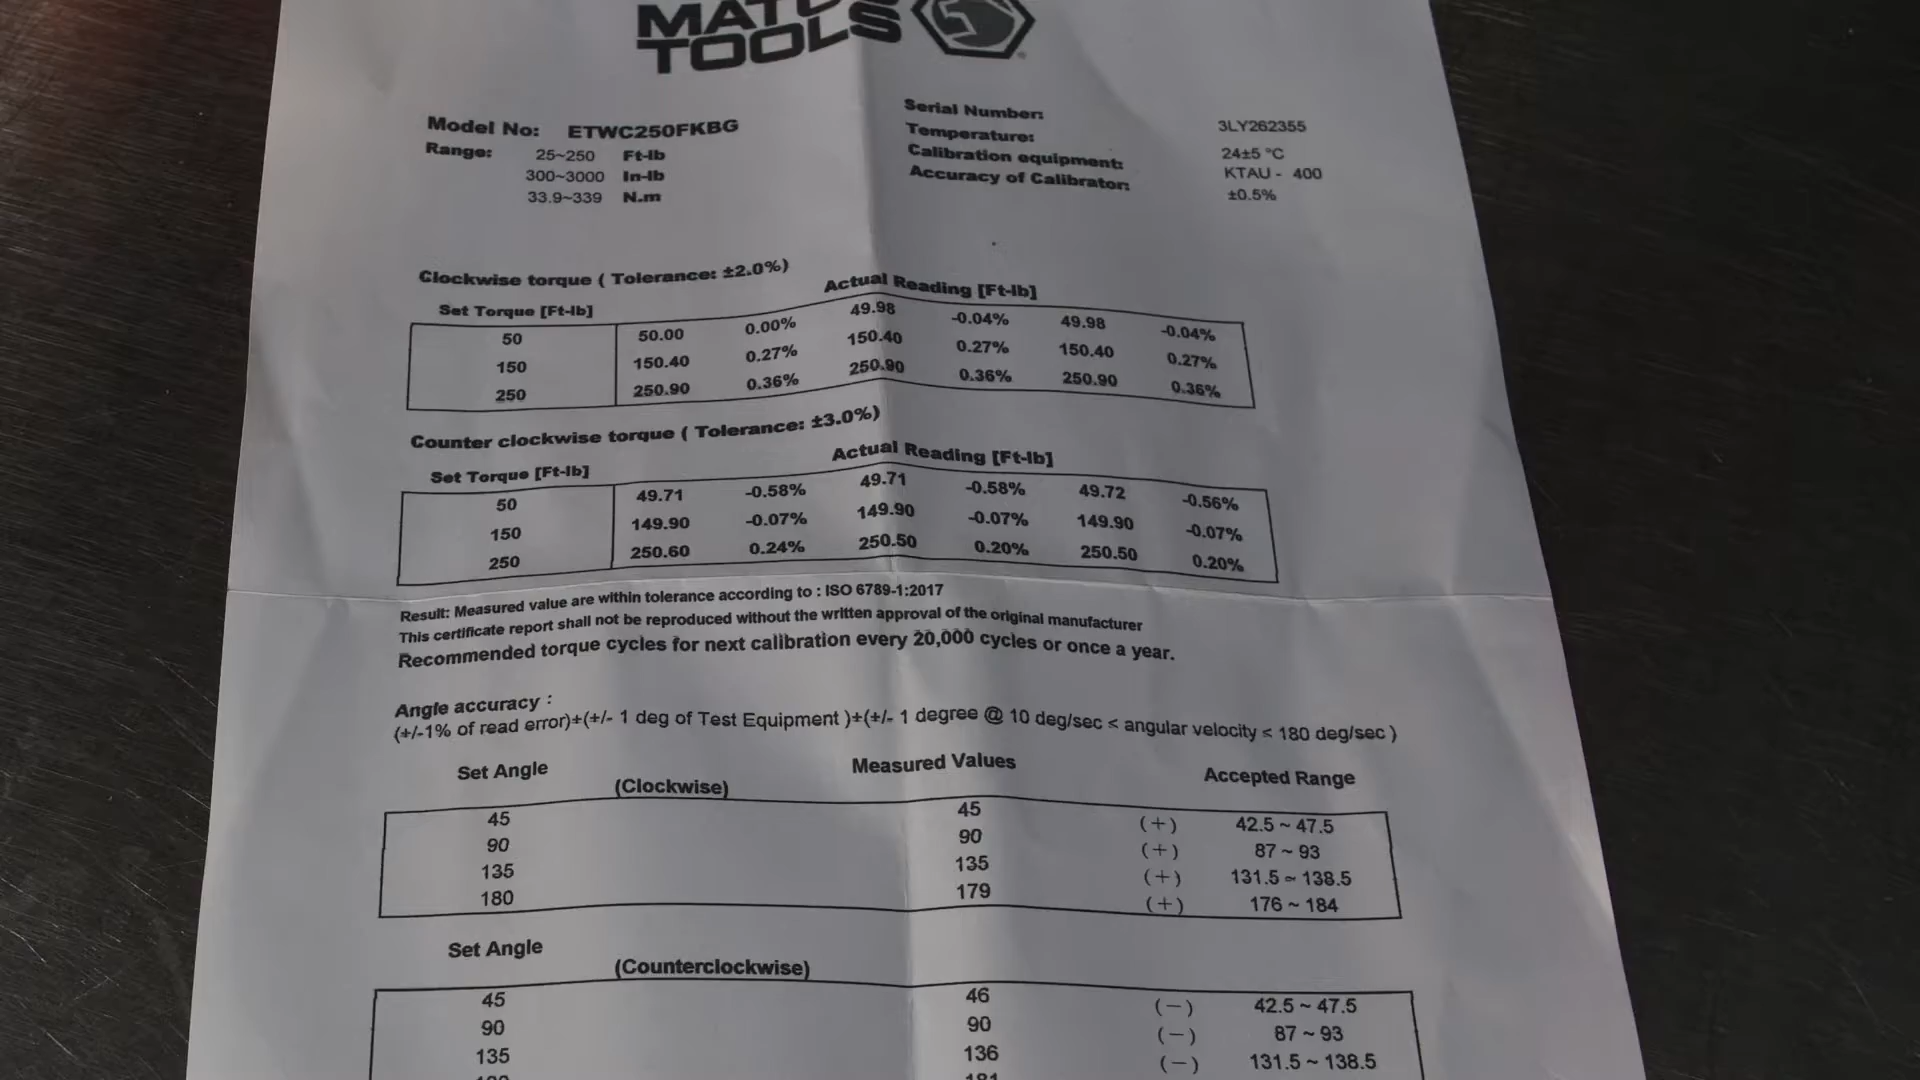 TOOLS
Model No: ETWC250FKBG
Range: 25~250 Ft-lb
300~3000 In-lb
33.9~339 N.m
Serial Number: 3LY262355
Temperature: 24±5 °C
Calibration equipment: KTAU - 400
Accuracy of Calibrator: ±0.5%
Clockwise torque ( Tolerance: ±2.0%)
Set Torque [Ft-lb] Actual Reading [Ft-lb]
50 50.00 0.00% 49.98 -0.04% 49.98 -0.04%
150 150.40 0.27% 150.40 0.27% 150.40 0.27%
250 250.90 0.36% 250.90 0.36% 250.90 0.36%
Counter clockwise torque ( Tolerance: ±3.0%)
Set Torque [Ft-lb] Actual Reading [Ft-lb]
50 49.71 -0.58% 49.71 -0.58% 49.72 -0.56%
150 149.90 -0.07% 149.90 -0.07% 149.90 -0.07%
250 250.60 0.24% 250.50 0.20% 250.50 0.20%
Result: Measured value are within tolerance according to : ISO 6789-1:2017
This certificate report shall not be reproduced without the written approval of the original manufacturer
Recommended torque cycles for next calibration every 20,000 cycles or once a year.
Angle accuracy :
(+/-1% of read error)+(+/- 1 deg of Test Equipment )+(+/- 1 degree @ 10 deg/sec < angular velocity ≤ 180 deg/sec )
Set Angle (Clockwise) Measured Values Accepted Range
45 45 (+) 42.5 ~ 47.5
90 90 (+) 87 ~ 93
135 135 (+) 131.5 ~ 138.5
180 179 (+) 176 ~ 184
Set Angle (Counterclockwise)
45 46 (-) 42.5 ~ 47.5
90 90 (-) 87 ~ 93
135 136 (-) 131.5 ~ 138.5